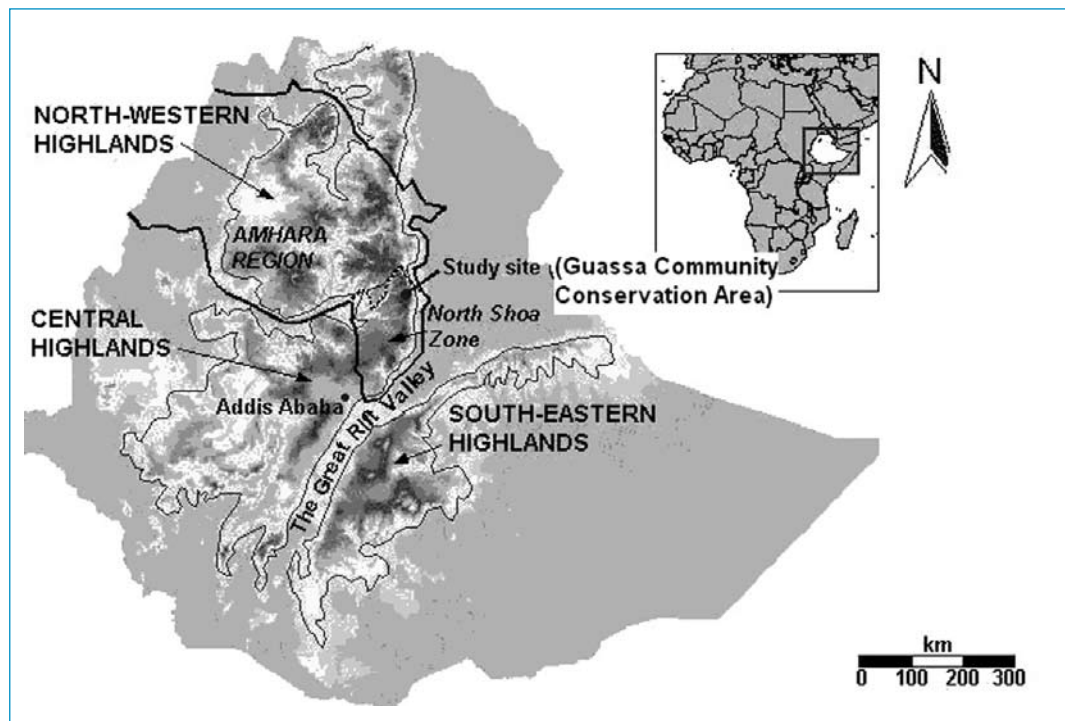 NORTH-WESTERN
HIGHLANDS
AMHARA
REGION
N
Study site
(Guassa Community
Conservation Area)
North Shoa
Zone
CENTRAL
HIGHLANDS
Addis Ababa
The Great Rift Valley
SOUTH-EASTERN
HIGHLANDS
km
0 100 200 300